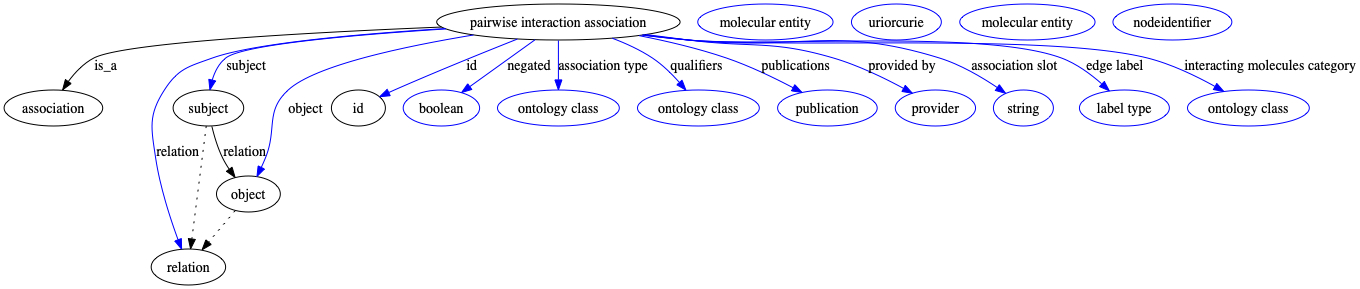 pairwise interaction association
molecular entity
uriorcurie
molecular entity
nodeidentifier
is_a
subject
id
negated
association type
qualifiers
publications
provided by
association slot
edge label
interacting molecules category
association
subject
object
id
boolean
ontology class
ontology class
publication
provider
string
label type
ontology class
relation
relation
object
relation